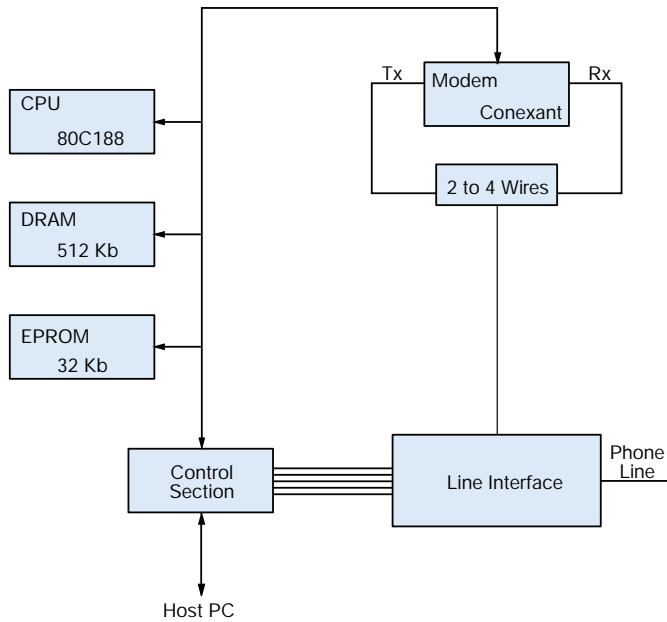 Tx
Modem
Rx
Conexant
CPU
80C188
2 to 4 Wires
DRAM
512 Kb
EPROM
32 Kb
Control
Section
Line Interface
Phone
Line
Host PC